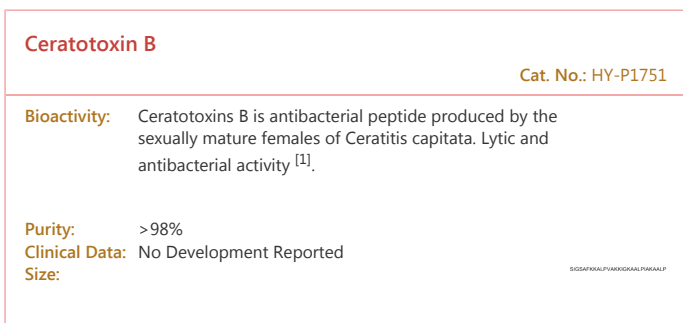 Ceratotoxin B
Cat. No.: HY-P1751
Bioactivity: Ceratotoxins B is antibacterial peptide produced by the
sexually mature females of Ceratitis capitata. Lytic and
antibacterial activity [1].
Purity: >98%
Clinical Data: No Development Reported
Size:
SIGSAFKKALPVAKKIGKAALPIAKAALP